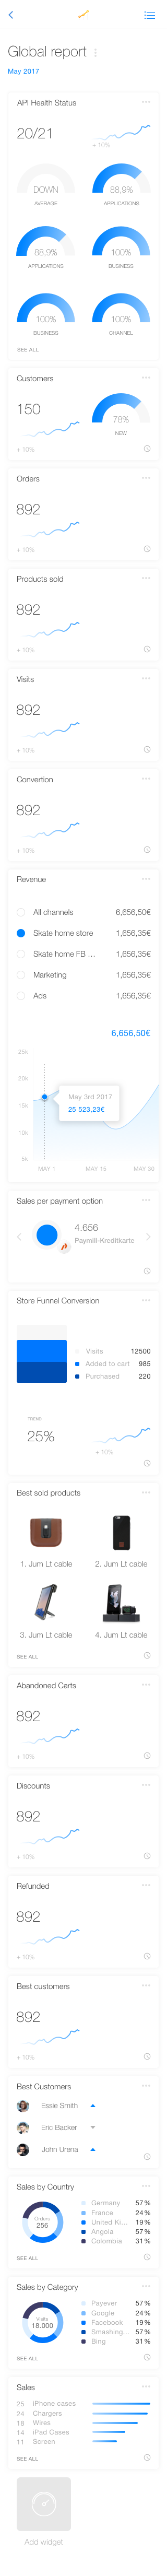 Global report
May 2017
API Health Status
20/21
+ 10%
DOWN
AVERAGE
88,9%
APPLICATIONS
88,9%
APPLICATIONS
100%
BUSINESS
100%
BUSINESS
100%
CHANNEL
SEE ALL
Customers
150
78%
NEW
+ 10%
Orders
892
+ 10%
Products sold
892
+ 10%
Visits
892
+ 10%
Convertion
892
+ 10%
Revenue
All channels 6,656,50€
Skate home store 1,656,35€
Skate home FB ... 1,656,35€
Marketing 1,656,35€
Ads 1,656,35€
6,656,50€
25k
20k
15k
10k
5k
May 3rd 2017
25 523,23€
MAY 1 MAY 15 MAY 30
Sales per payment option
4.656
Paymill-Kreditkarte
Store Funnel Conversion
Visits 12500
Added to cart 985
Purchased 220
25%
+ 10%
Best sold products
1. Jum Lt cable
2. Jum Lt cable
3. Jum Lt cable
4. Jum Lt cable
SEE ALL
Abandoned Carts
892
+ 10%
Discounts
892
+ 10%
Refunded
892
+ 10%
Best customers
892
+ 10%
Best Customers
Essie Smith
Eric Backer
John Urena
Sales by Country
Orders
256
Germany 57%
France 24%
United Ki... 19%
Angola 57%
Colombia 31%
SEE ALL
Sales by Category
Visits
18.000
Payever 57%
Google 24%
Facebook 19%
Smashing... 57%
Bing 31%
SEE ALL
Sales
25 iPhone cases
24 Chargers
18 Wires
14 iPad Cases
11 Screen
SEE ALL
Add widget